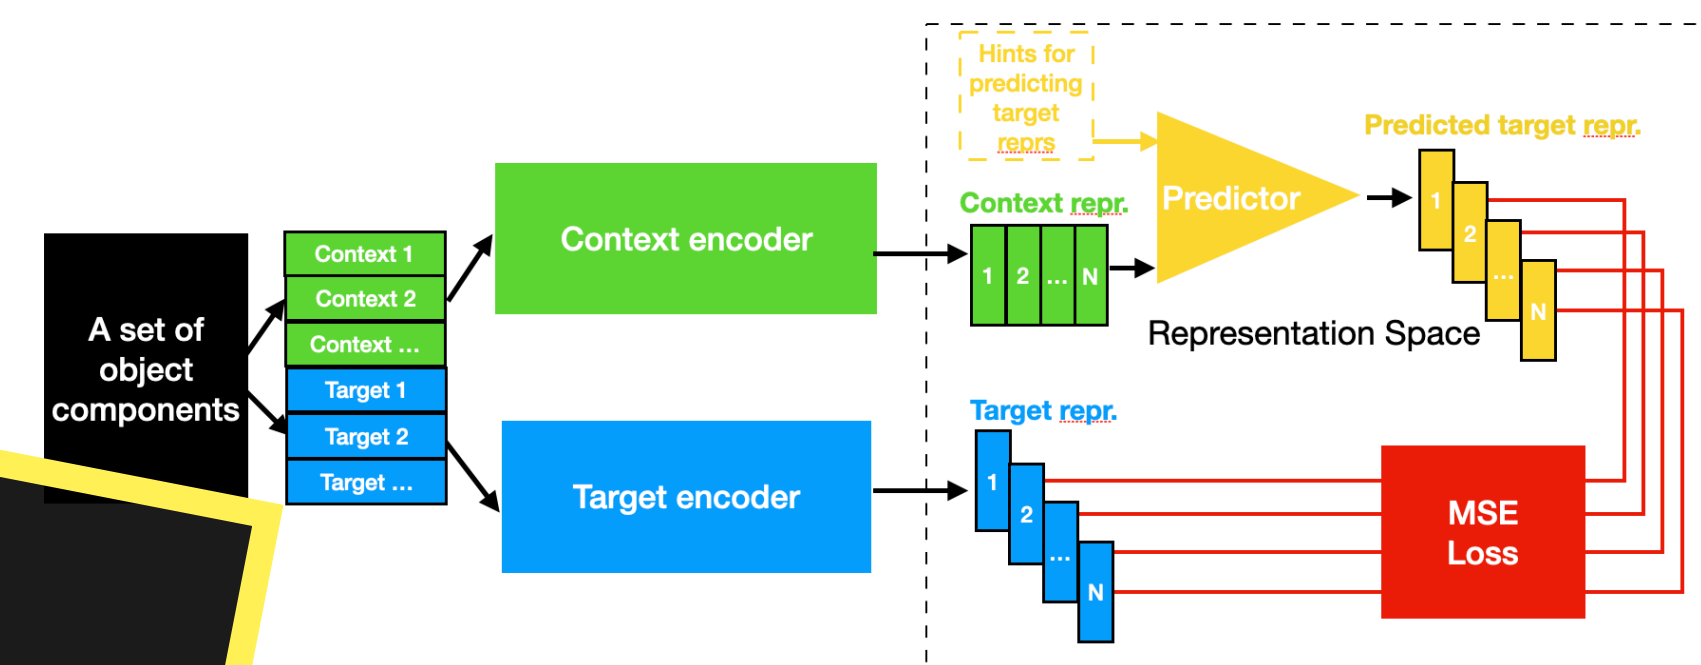 Hints for
predicting
target
reprs
Predicted target repr.
1
2
...
N
Predictor
Context repr.
1 2 ... N
Representation Space
Context encoder
A set of
object
components
Context 1
Context 2
Context ...
Target 1
Target 2
Target ...
Target encoder
Target repr.
1
2
...
N
MSE
Loss